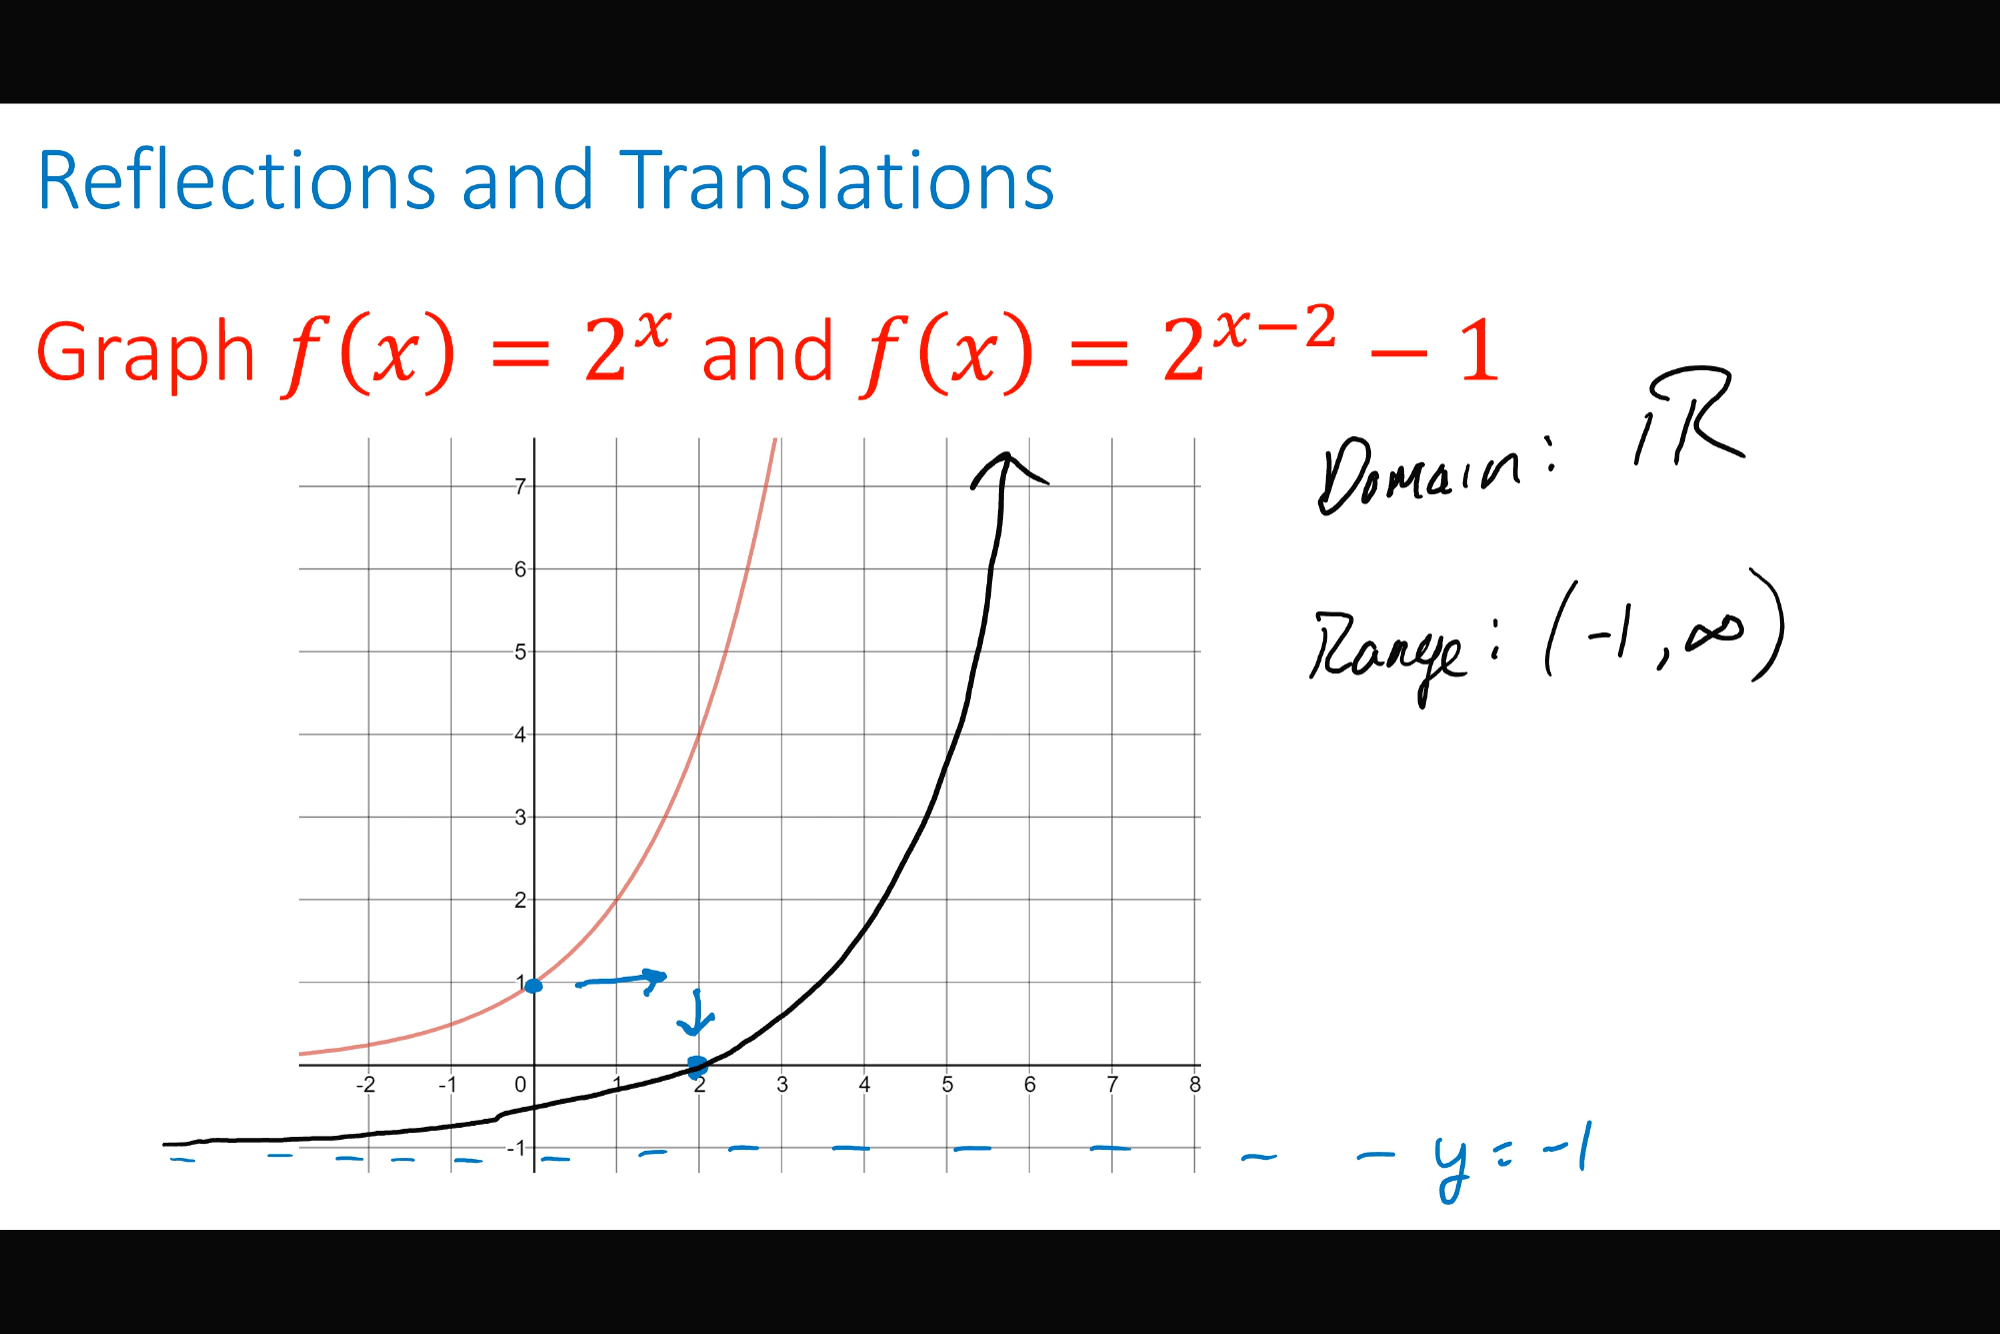 Reflections and Translations
Graph f(x) = 2^x and f(x) = 2^{x−2} − 1
Domain: ℝ
Range: (-1, ∞)
7
6
5
4
3
2
1
-2 -1 0 1 2 3 4 5 6 7 8
-1
y = -1